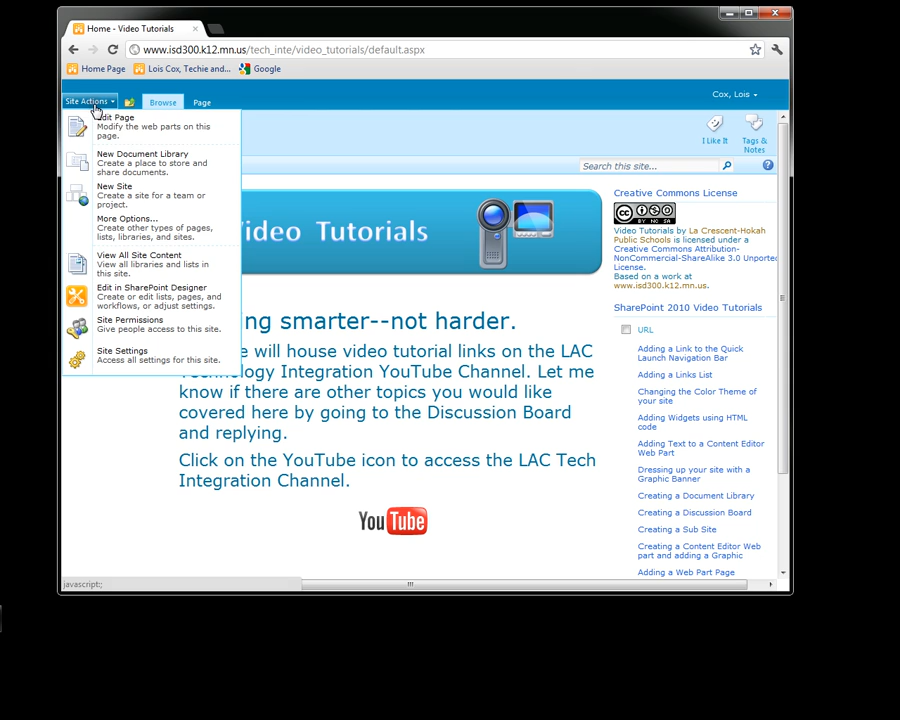 Home - Video Tutorials
www.isd300.k12.mn.us/tech_inte/video_tutorials/default.aspx
Home Page
Lois Cox, Techie and...
Google
Site Actions
Browse
Page
Cox, Lois
Edit Page
Modify the web parts on this
page.
New Document Library
Create a place to store and
share documents.
New Site
Create a site for a team or
project.
More Options...
Create other types of pages,
lists, libraries, and sites.
View All Site Content
View all libraries and lists in
this site.
Edit in SharePoint Designer
Create or edit lists, pages, and
workflows, or adjust settings.
Site Permissions
Give people access to this site.
Site Settings
Access all settings for this site.
I Like It
Tags &
Notes
Search this site...
Video Tutorials
ing smarter--not harder.
e will house video tutorial links on the LAC
Technology Integration YouTube Channel. Let me
know if there are other topics you would like
covered here by going to the Discussion Board
and replying.
Click on the YouTube icon to access the LAC Tech
Integration Channel.
YouTube
Creative Commons License
CC BY NC SA
Video Tutorials by La Crescent-Hokah
Public Schools is licensed under a
Creative Commons Attribution-
NonCommercial-ShareAlike 3.0 Unported
License.
Based on a work at
www.isd300.k12.mn.us.
SharePoint 2010 Video Tutorials
URL
Adding a Link to the Quick
Launch Navigation Bar
Adding a Links List
Changing the Color Theme of
your site
Adding Widgets using HTML
code
Adding Text to a Content Editor
Web Part
Dressing up your site with a
Graphic Banner
Creating a Document Library
Creating a Discussion Board
Creating a Sub Site
Creating a Content Editor Web
part and adding a Graphic
Adding a Web Part Page
javascript:;